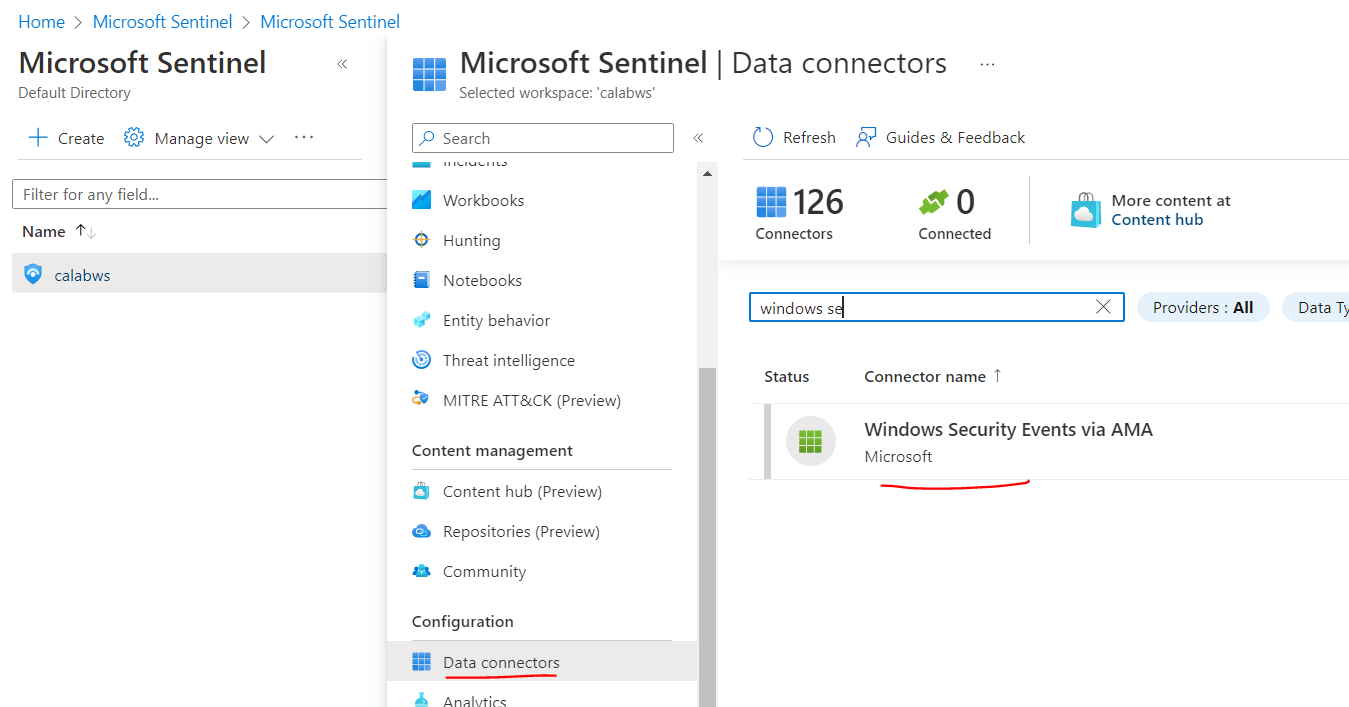 Home > Microsoft Sentinel > Microsoft Sentinel
Microsoft Sentinel «
Default Directory
Create Manage view ···
Filter for any field...
Name ↑↓
calabws
Microsoft Sentinel | Data connectors ···
Selected workspace: 'calabws'
Search «
Incidents
Workbooks
Hunting
Notebooks
Entity behavior
Threat intelligence
MITRE ATT&CK (Preview)
Content management
Content hub (Preview)
Repositories (Preview)
Community
Configuration
Data connectors
Analytics
Refresh Guides & Feedback
126 Connectors
0 Connected
More content at
Content hub
windows se
Providers : All
Data Ty
Status Connector name ↑
Windows Security Events via AMA
Microsoft